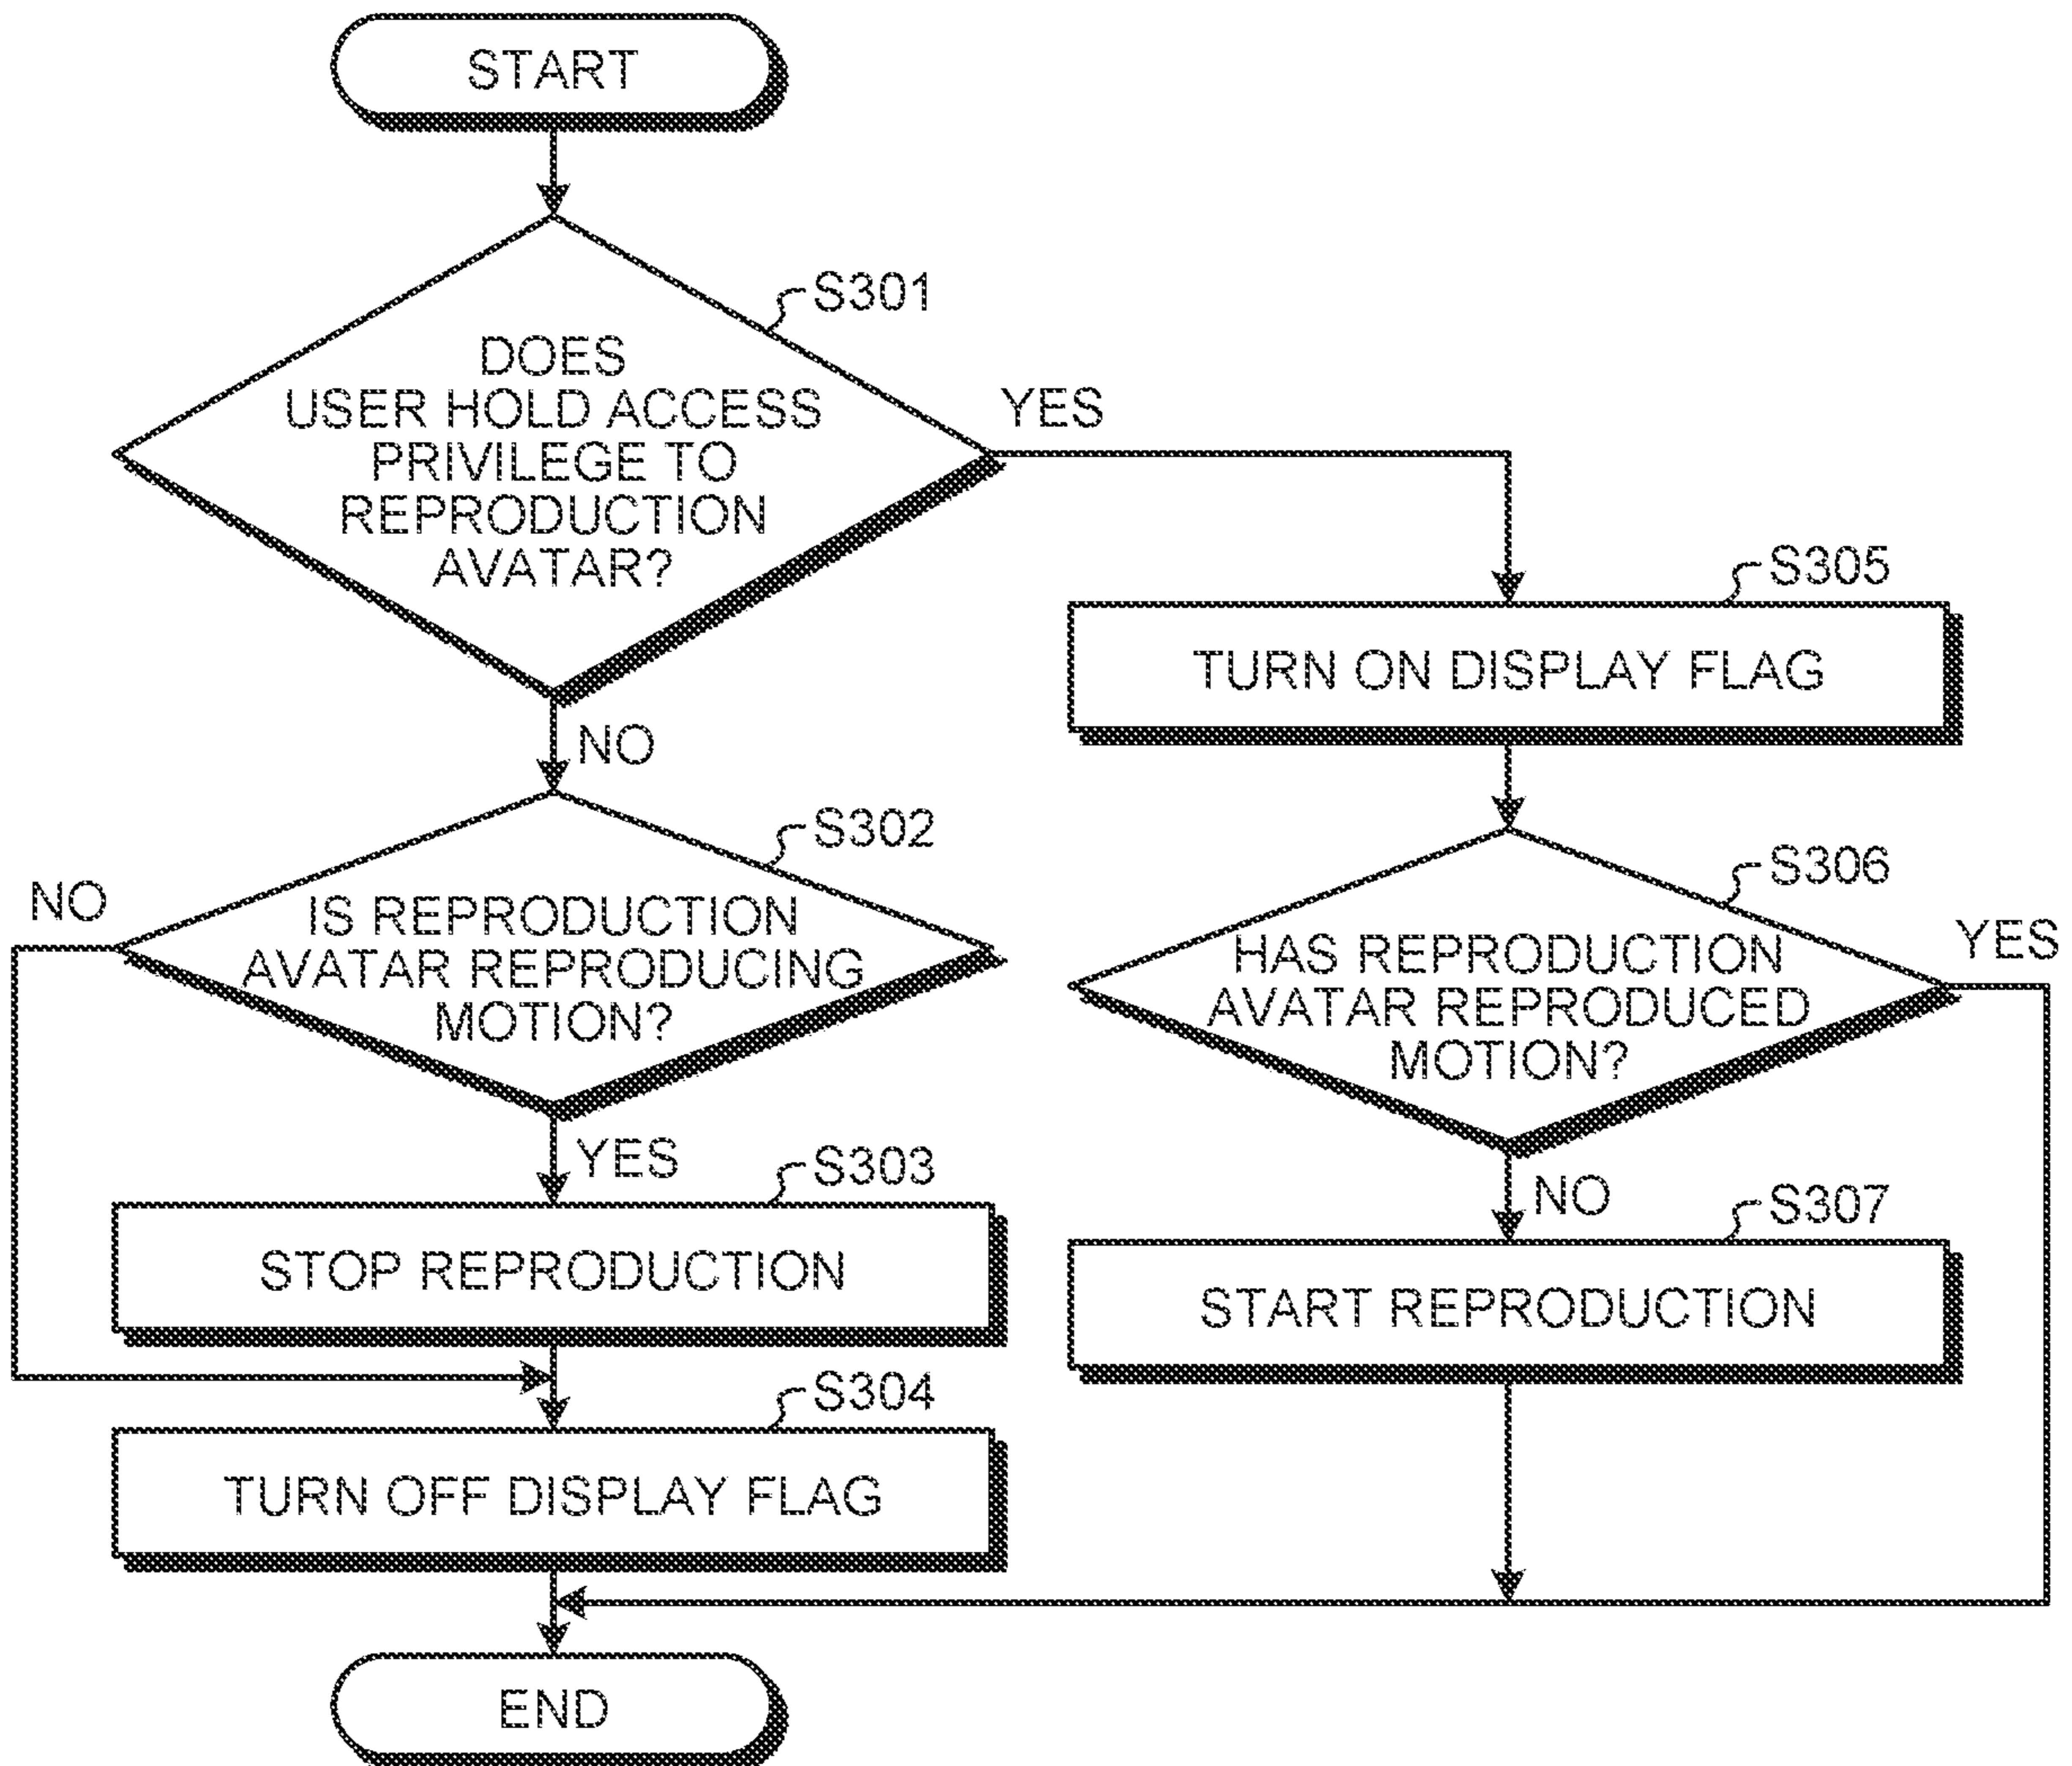 START
S301
DOES
USER HOLD ACCESS
PRIVILEGE TO
REPRODUCTION
AVATAR?
YES
NO
S302
IS REPRODUCTION
AVATAR REPRODUCING
MOTION?
NO
YES
S303
STOP REPRODUCTION
S304
TURN OFF DISPLAY FLAG
S305
TURN ON DISPLAY FLAG
S306
HAS REPRODUCTION
AVATAR REPRODUCED
MOTION?
YES
NO
S307
START REPRODUCTION
END